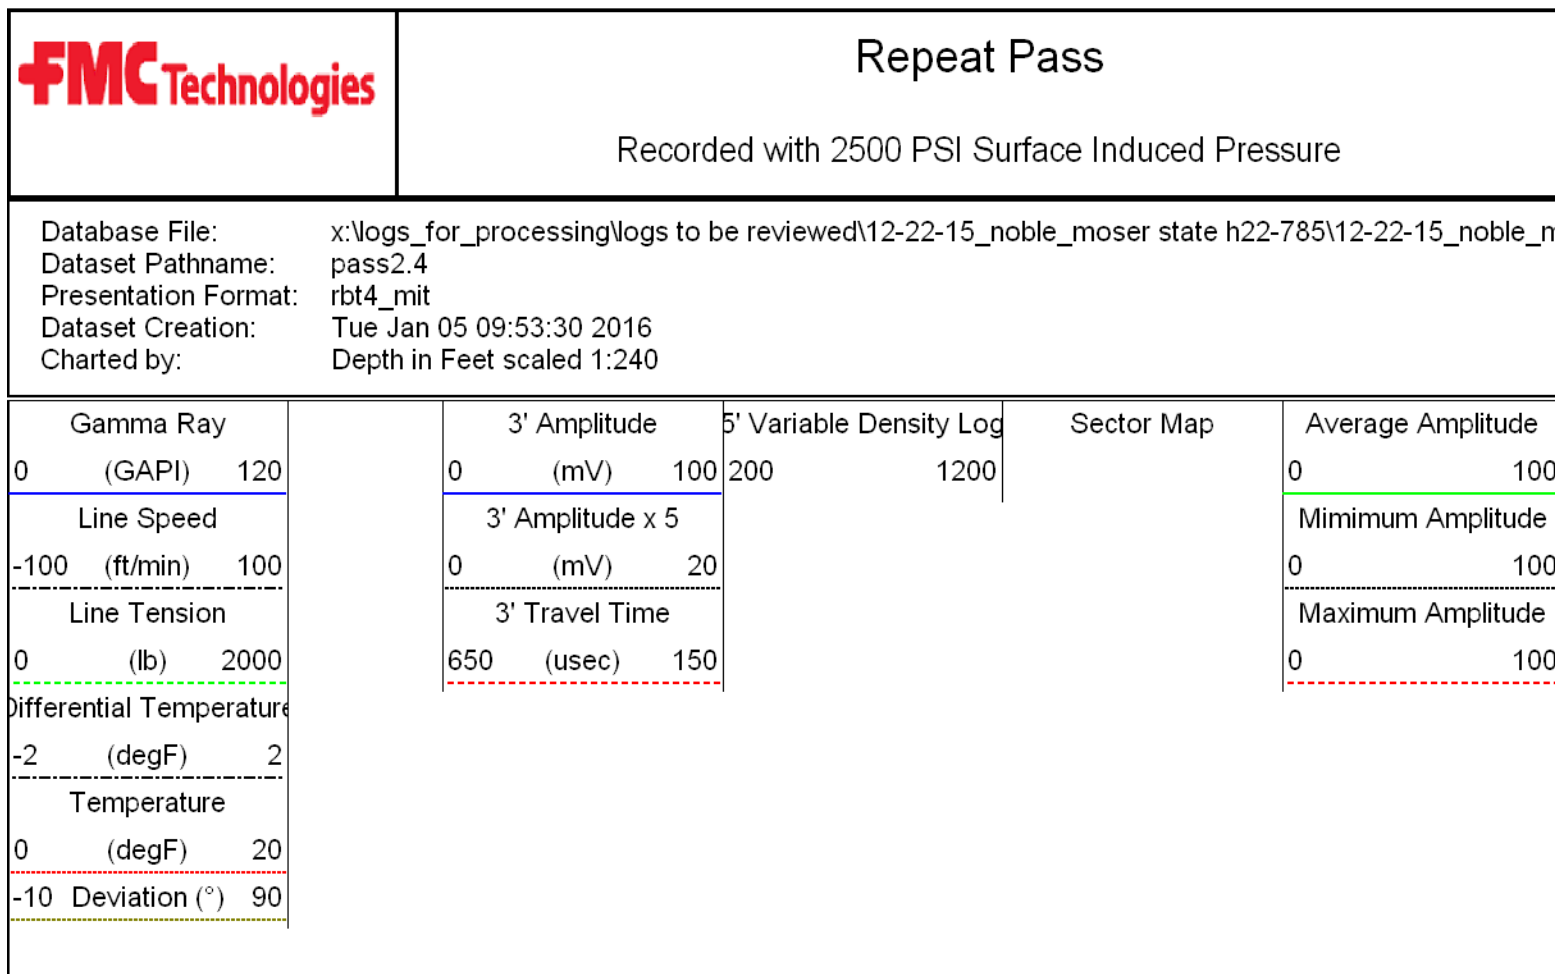 FMC Technologies
Repeat Pass
Recorded with 2500 PSI Surface Induced Pressure
Database File: x:\logs_for_processing\logs to be reviewed\12-22-15_noble_moser state h22-785\12-22-15_noble_m
Dataset Pathname: pass2.4
Presentation Format: rbt4_mit
Dataset Creation: Tue Jan 05 09:53:30 2016
Charted by: Depth in Feet scaled 1:240
Gamma Ray
0 (GAPI) 120
Line Speed
-100 (ft/min) 100
Line Tension
0 (lb) 2000
Differential Temperature
-2 (degF) 2
Temperature
0 (degF) 20
-10 Deviation (°) 90
3' Amplitude
0 (mV) 100
3' Amplitude x 5
0 (mV) 20
3' Travel Time
650 (usec) 150
5' Variable Density Log
200 1200
Sector Map
Average Amplitude
0 100
Mimimum Amplitude
0 100
Maximum Amplitude
0 100